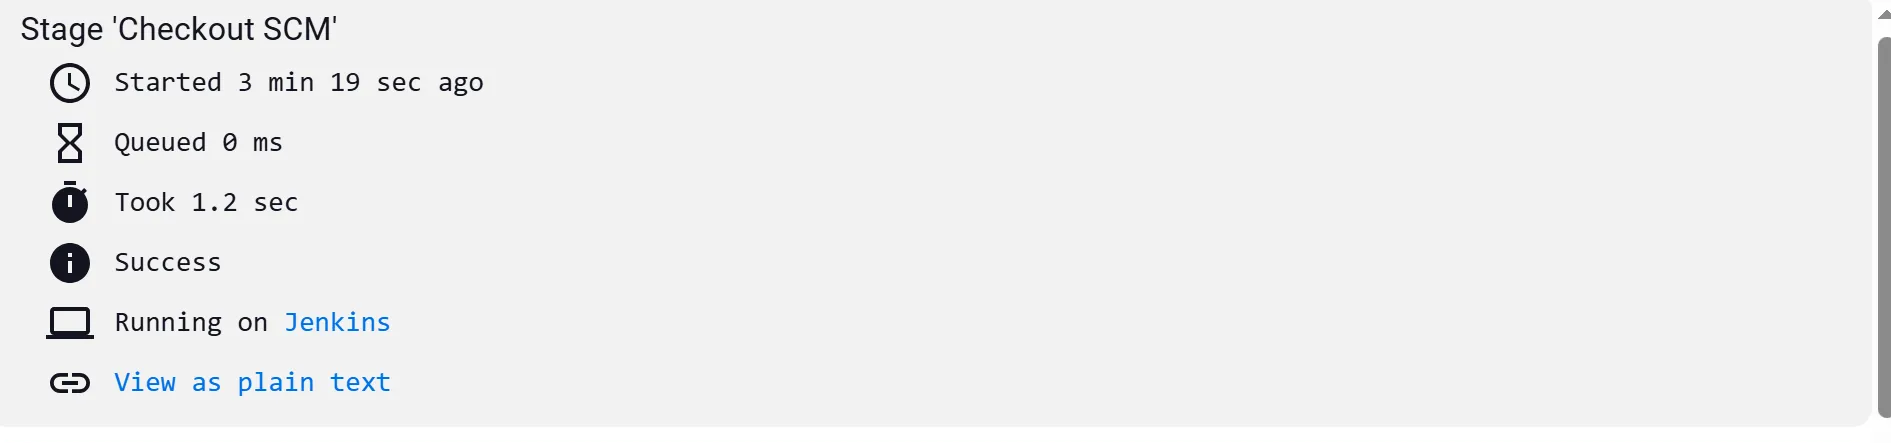 Stage 'Checkout SCM'
Started 3 min 19 sec ago
Queued 0 ms
Took 1.2 sec
Success
Running on Jenkins
View as plain text